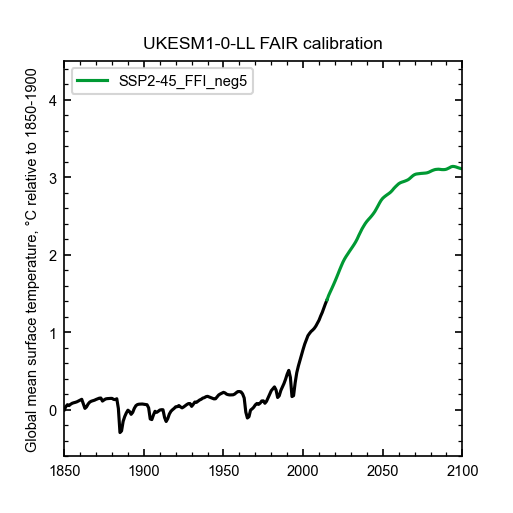 UKESM1-0-LL FAIR calibration
SSP2-45_FFI_neg5
Global mean surface temperature, °C relative to 1850-1900
4
3
2
1
0
1850 1900 1950 2000 2050 2100